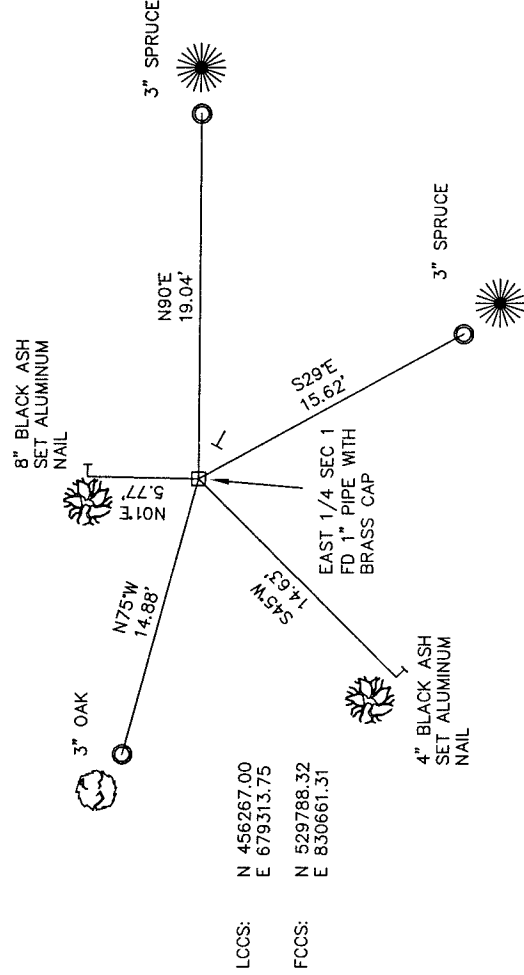 8" BLACK ASH
SET ALUMINUM
NAIL
3" SPRUCE
N90°E
19.04'
N01°E
5.77'
3" OAK
N75°W
14.88'
S29°E
15.62'
3" SPRUCE
S45°W
14.63'
EAST 1/4 SEC 1
FD 1" PIPE WITH
BRASS CAP
4" BLACK ASH
SET ALUMINUM
NAIL
LCCS: N 456267.00
E 679313.75
FCCS: N 529788.32
E 830661.31